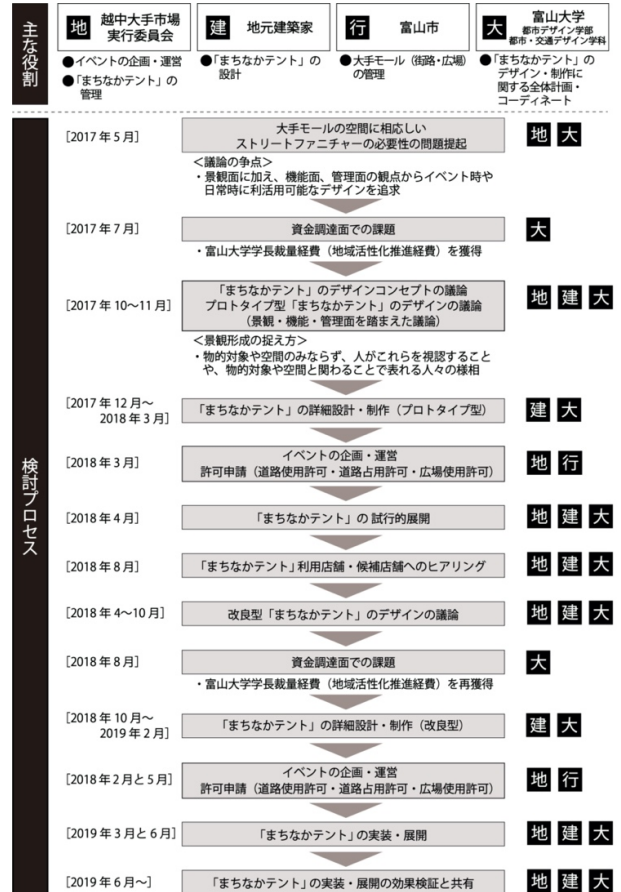 主な役割
地 越中大手市場
実行委員会
●イベントの企画・運営
●「まちなかテント」の
管理
建 地元建築家
●「まちなかテント」の
設計
行 富山市
●大手モール（街路・広場）
の管理
大 富山大学
都市デザイン学部
都市・交通デザイン学科
●「まちなかテント」の
デザイン・制作に
関する全体計画・
コーディネート
検討プロセス
［2017年5月］
大手モールの空間に相応しい
ストリートファニチャーの必要性の問題提起
地 大
＜議論の争点＞
・景観面に加え、機能面、管理面の観点からイベント時や
日常時に利活用可能なデザインを追求
［2017年7月］ 資金調達面での課題 大
・富山大学学長裁量経費（地域活性化推進経費）を獲得
［2017年10～11月］
「まちなかテント」のデザインコンセプトの議論
プロトタイプ型「まちなかテント」のデザインの議論
（景観・機能・管理面を踏まえた議論）
地 建 大
＜景観形成の捉え方＞
・物的対象や空間のみならず、人がこれらを視認すること
や、物的対象や空間と関わることで表れる人々の様相
［2017年12月～
2018年3月］
「まちなかテント」の詳細設計・制作（プロトタイプ型） 建 大
［2018年3月］
イベントの企画・運営
許可申請（道路使用許可・道路占用許可・広場使用許可）
地 行
［2018年4月］ 「まちなかテント」の試行的展開 地 建 大
［2018年8月］ 「まちなかテント」利用店舗・候補店舗へのヒアリング 地 建 大
［2018年4～10月］ 改良型「まちなかテント」のデザインの議論 地 建 大
［2018年8月］ 資金調達面での課題 大
・富山大学学長裁量経費（地域活性化推進経費）を再獲得
［2018年10月～
2019年2月］
「まちなかテント」の詳細設計・制作（改良型） 建 大
［2018年2月と5月］
イベントの企画・運営
許可申請（道路使用許可・道路占用許可・広場使用許可）
地 行
［2019年3月と6月］ 「まちなかテント」の実装・展開 地 建 大
［2019年6月～］ 「まちなかテント」の実装・展開の効果検証と共有 地 建 大